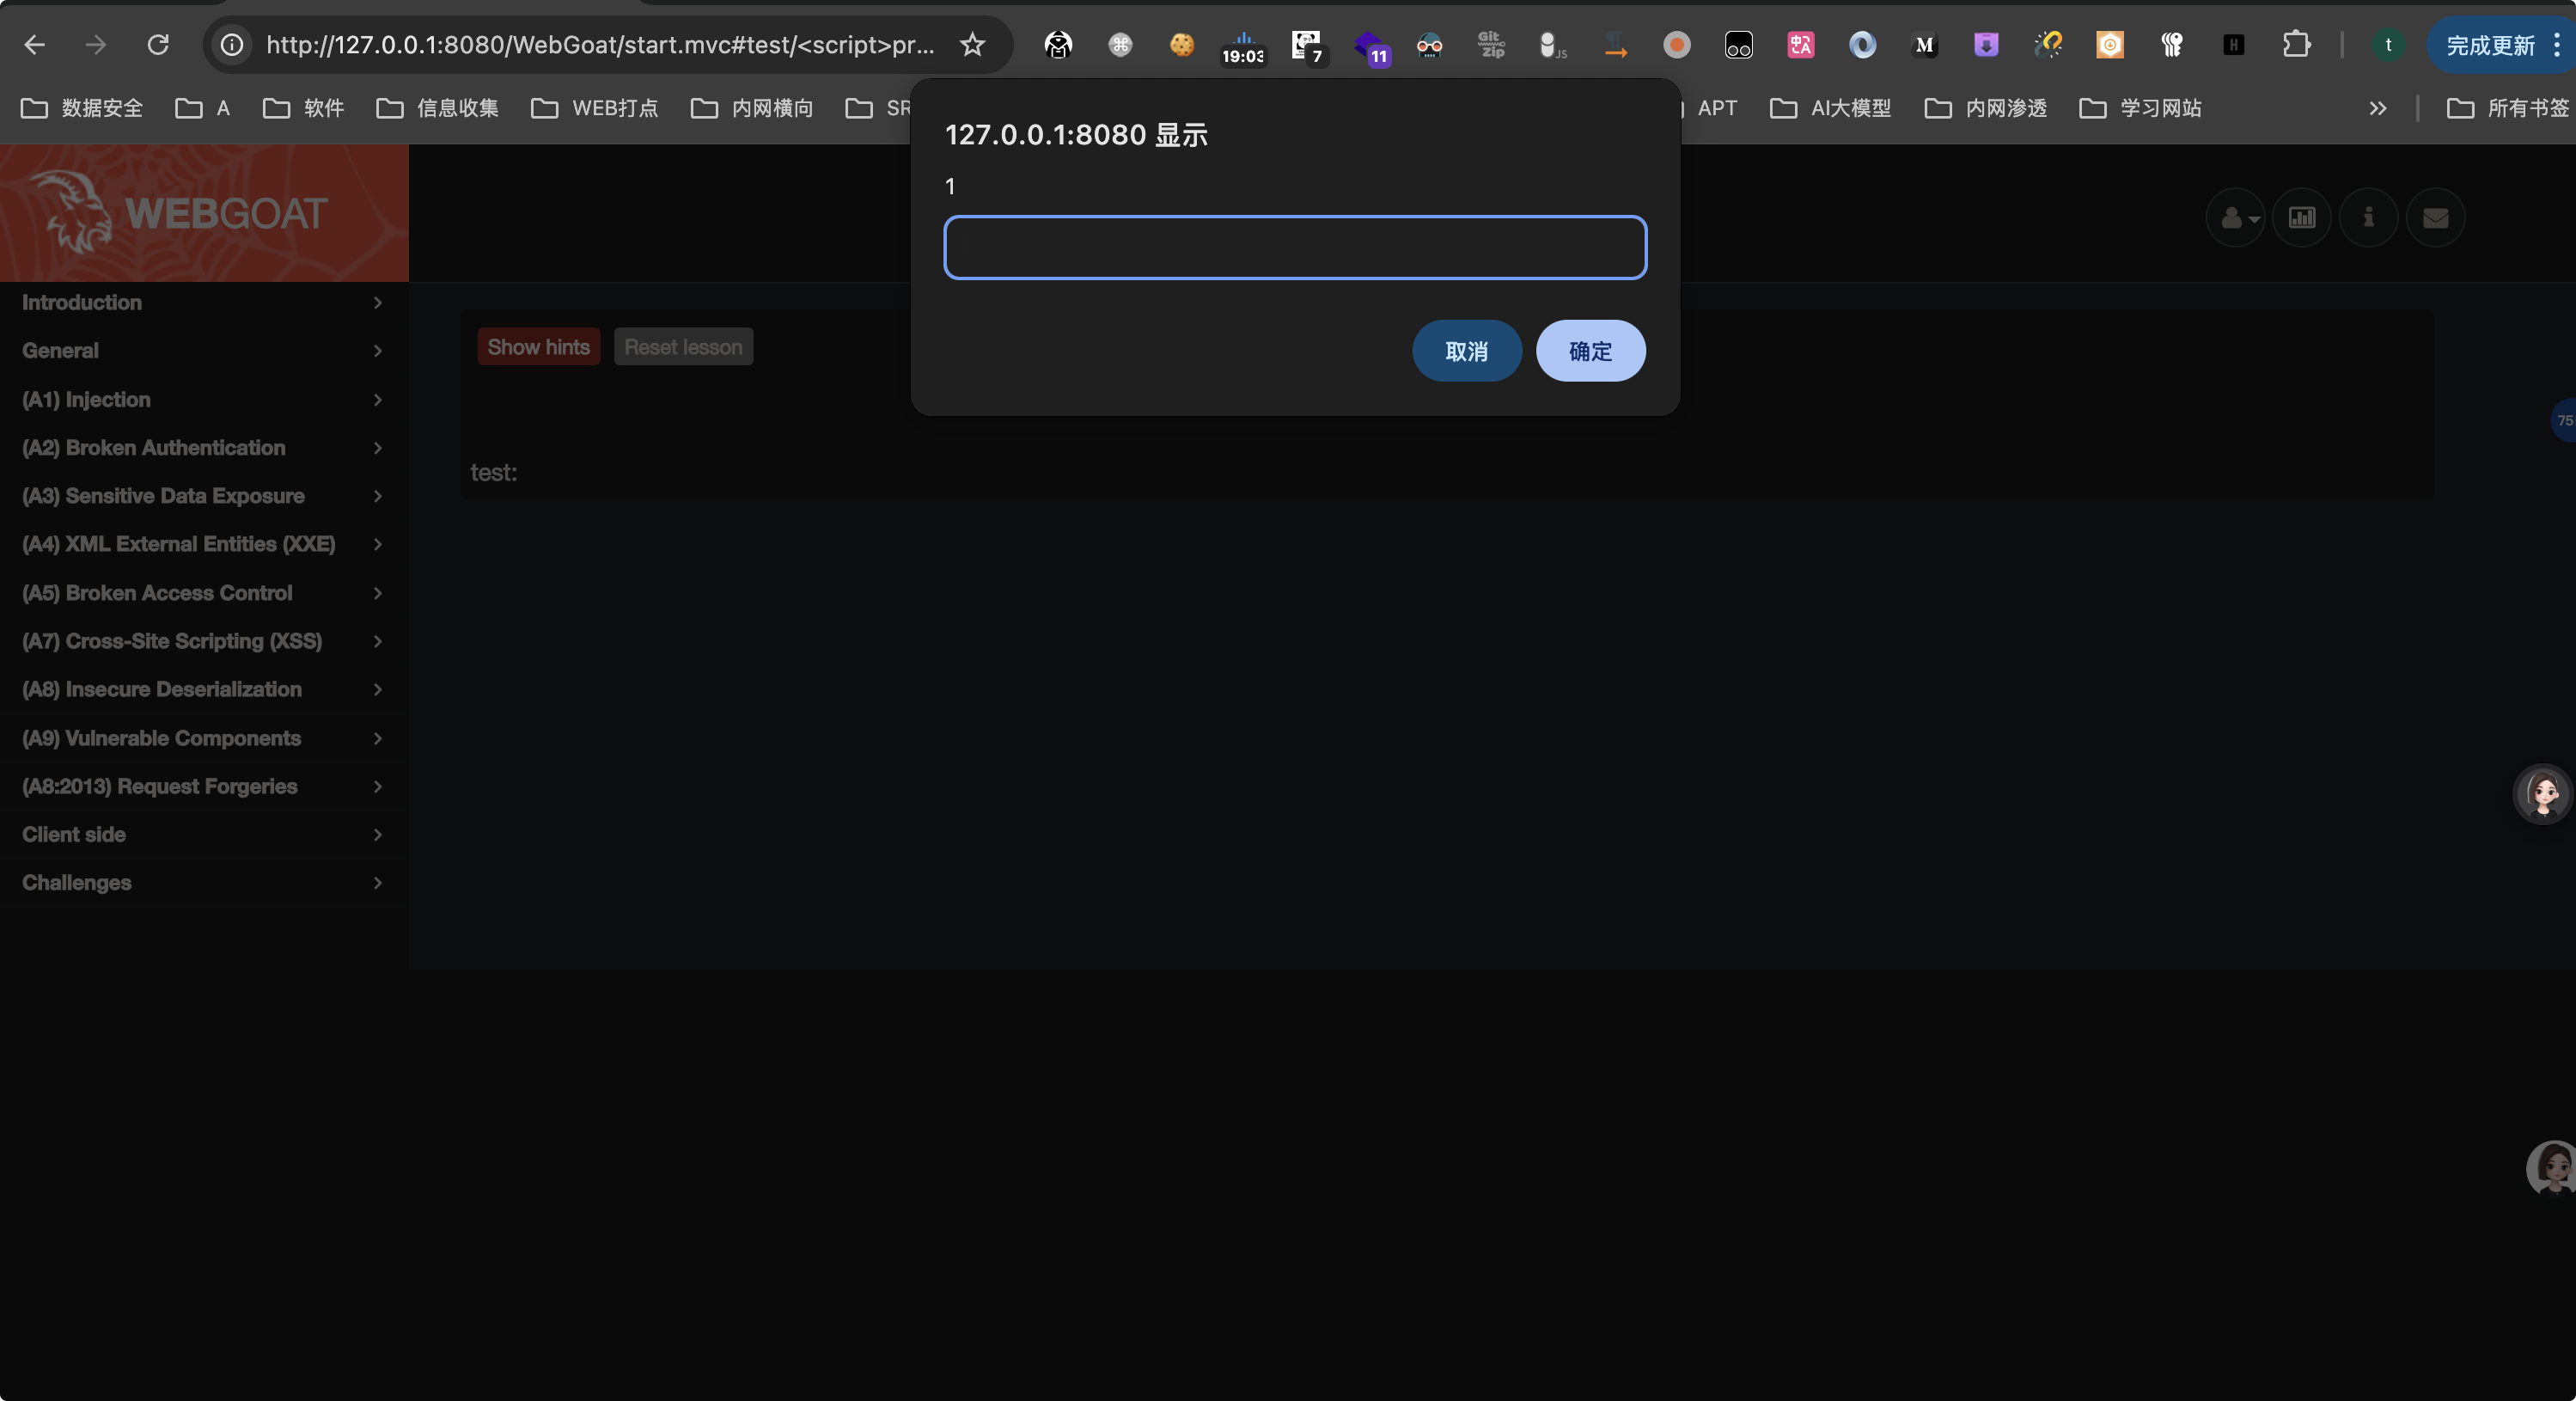 http://127.0.0.1:8080/WebGoat/start.mvc#test/<script>pr...
19:03
7
11
Git
Zip
JS
中A
M
H
t
完成更新
数据安全
A
软件
信息收集
WEB打点
内网横向
SR
APT
AI大模型
内网渗透
学习网站
所有书签
127.0.0.1:8080 显示
1
取消
确定
WEBGOAT
Introduction
General
(A1) Injection
(A2) Broken Authentication
(A3) Sensitive Data Exposure
(A4) XML External Entities (XXE)
(A5) Broken Access Control
(A7) Cross-Site Scripting (XSS)
(A8) Insecure Deserialization
(A9) Vulnerable Components
(A8:2013) Request Forgeries
Client side
Challenges
Show hints
Reset lesson
test:
75